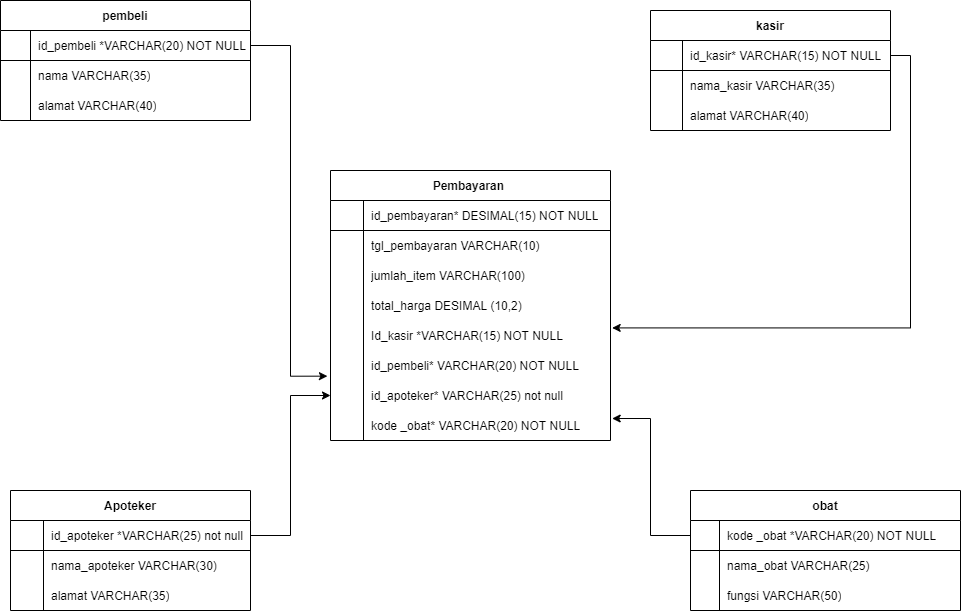 pembeli
id_pembeli *VARCHAR(20) NOT NULL
nama VARCHAR(35)
alamat VARCHAR(40)
kasir
id_kasir* VARCHAR(15) NOT NULL
nama_kasir VARCHAR(35)
alamat VARCHAR(40)
Pembayaran
id_pembayaran* DESIMAL(15) NOT NULL
tgl_pembayaran VARCHAR(10)
jumlah_item VARCHAR(100)
total_harga DESIMAL (10,2)
Id_kasir *VARCHAR(15) NOT NULL
id_pembeli* VARCHAR(20) NOT NULL
id_apoteker* VARCHAR(25) not null
kode _obat* VARCHAR(20) NOT NULL
Apoteker
id_apoteker *VARCHAR(25) not null
nama_apoteker VARCHAR(30)
alamat VARCHAR(35)
obat
kode _obat *VARCHAR(20) NOT NULL
nama_obat VARCHAR(25)
fungsi VARCHAR(50)